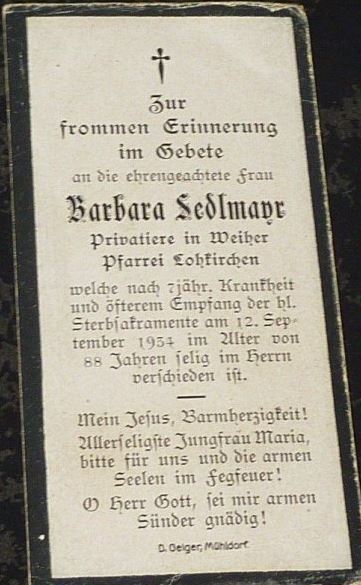 Zur
frommen Erinnerung
im Gebete
an die ehrengeachtete Frau
Barbara Sedlmayr
Privatiere in Weiher
Pfarrei Lohkirchen
welche nach 7jähr. Krankheit
und öfterem Empfang der hl.
Sterbsakramente am 12. Sep-
tember 1934 im Alter von
88 Jahren selig im Herrn
verschieden ist.
Mein Jesus, Barmherzigkeit!
Allerseligste Jungfrau Maria,
bitte für uns und die armen
Seelen im Fegfeuer!
O Herr Gott, sei mir armen
Sünder gnädig!
D. Geiger, Mühldorf.